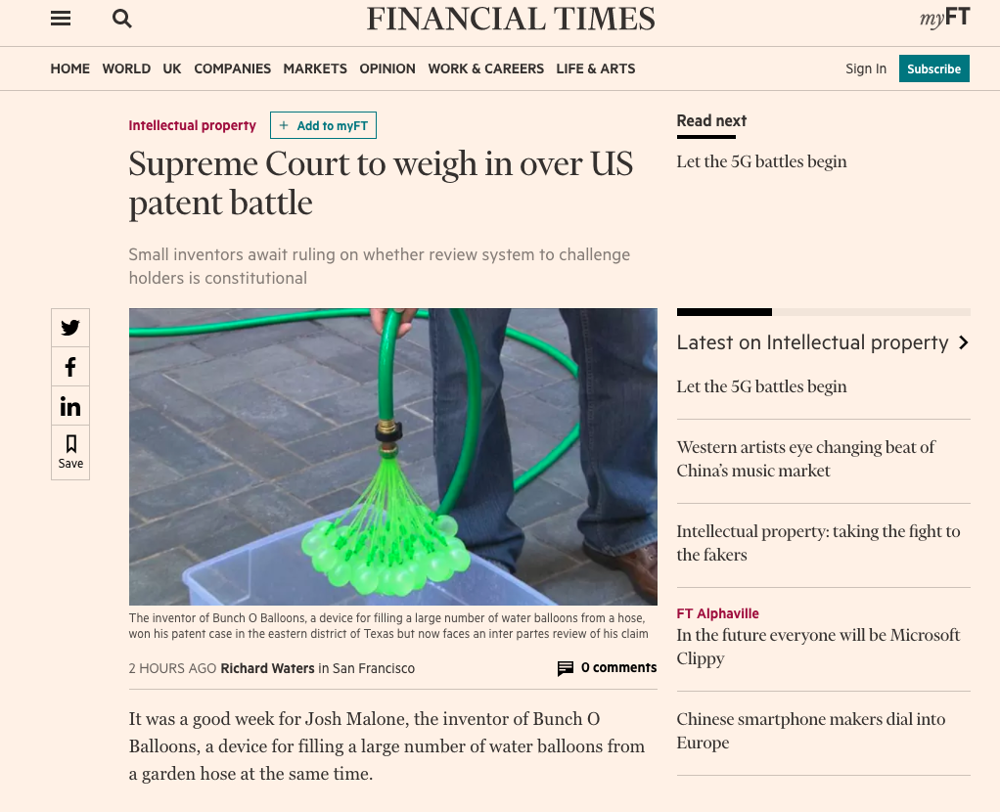 FINANCIAL TIMES
myFT
HOME WORLD UK COMPANIES MARKETS OPINION WORK & CAREERS LIFE & ARTS
Sign In
Subscribe
Intellectual property
+ Add to myFT
Supreme Court to weigh in over US
patent battle
Small inventors await ruling on whether review system to challenge
holders is constitutional
Save
The inventor of Bunch O Balloons, a device for filling a large number of water balloons from a hose,
won his patent case in the eastern district of Texas but now faces an inter partes review of his claim
2 HOURS AGO Richard Waters in San Francisco
0 comments
It was a good week for Josh Malone, the inventor of Bunch O
Balloons, a device for filling a large number of water balloons from
a garden hose at the same time.
Read next
Let the 5G battles begin
Latest on Intellectual property
Let the 5G battles begin
Western artists eye changing beat of
China’s music market
Intellectual property: taking the fight to
the fakers
FT Alphaville
In the future everyone will be Microsoft
Clippy
Chinese smartphone makers dial into
Europe